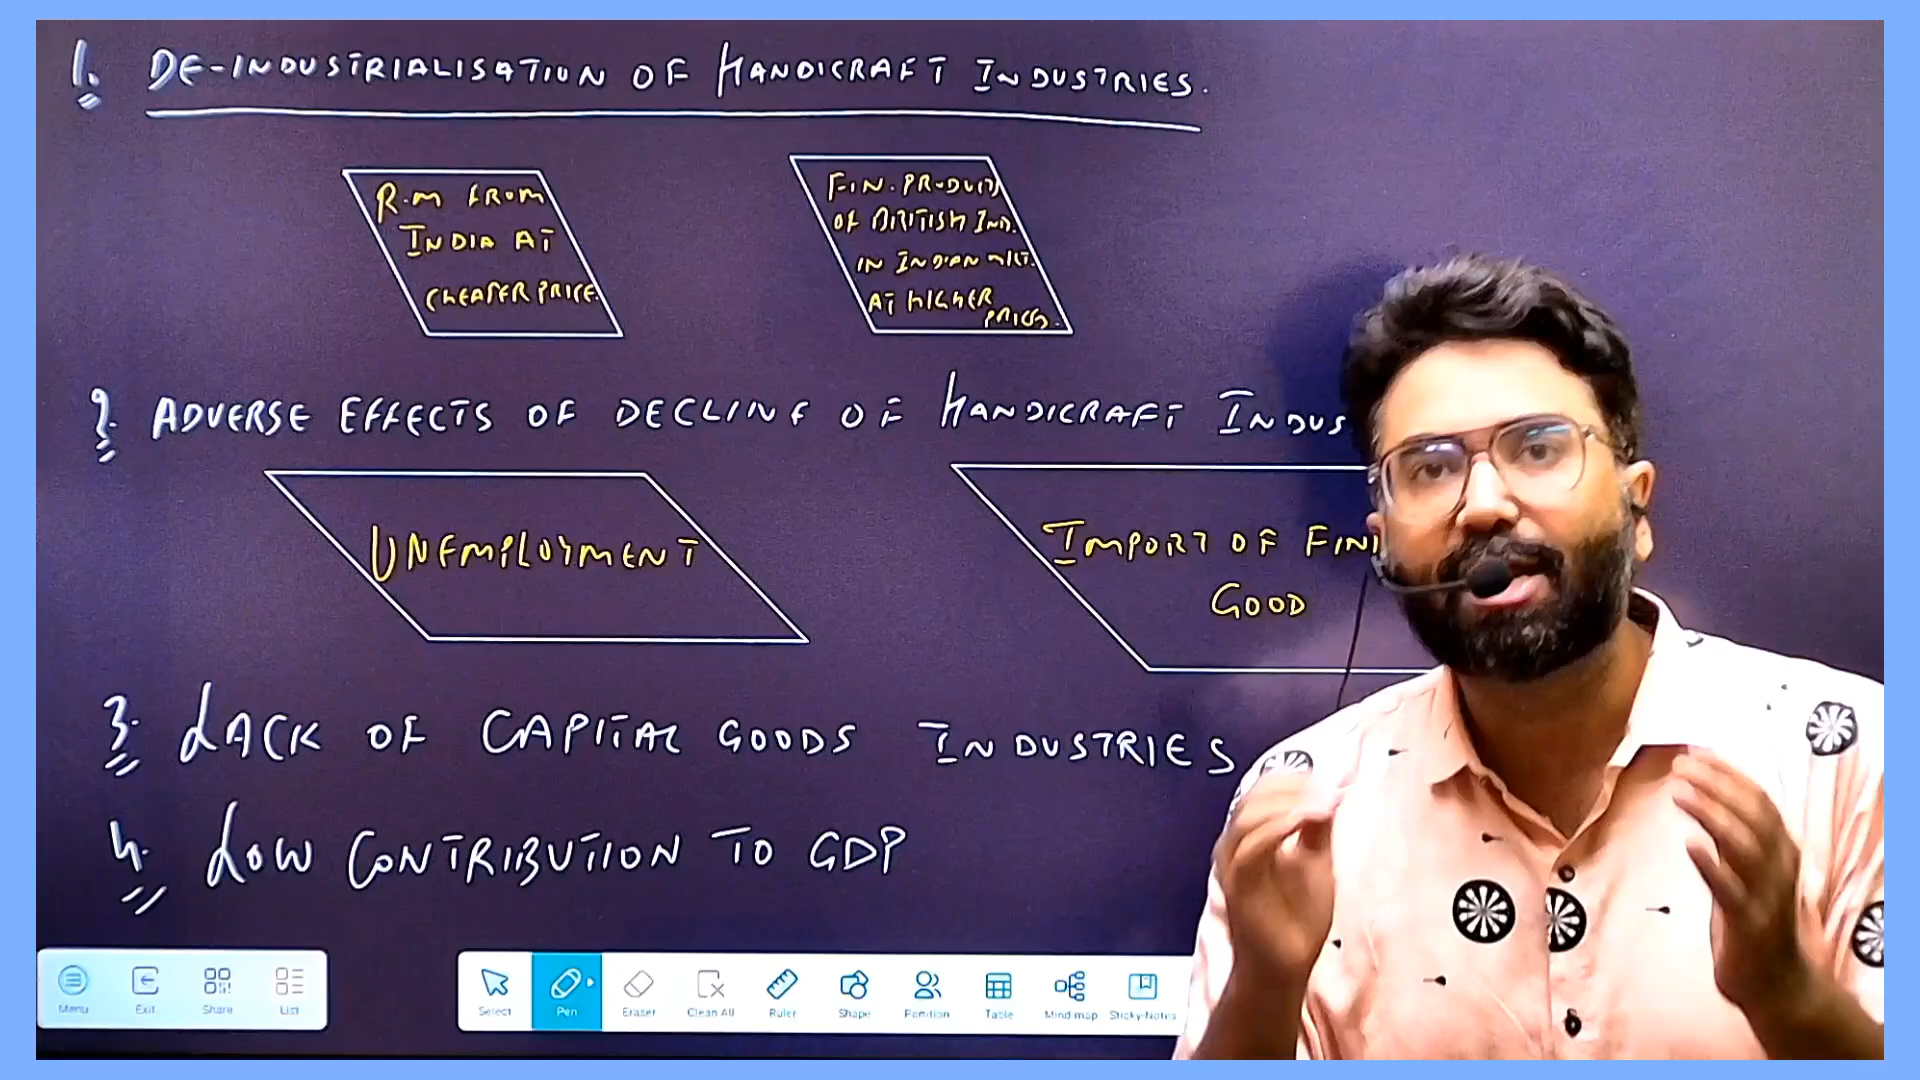 1. DE-INDUSTRIALISATION OF HANDICRAFT INDUSTRIES.
R.M FROM
INDIA AT
CHEAPER PRICE.
FIN. PRODUCTS
OF BRITISH IND.
IN INDIAN MKT.
AT HIGHER
PRICES.
2. ADVERSE EFFECTS OF DECLINE OF HANDICRAFT INDUS
UNEMPLOYMENT
IMPORT OF FINI
GOOD
3. LACK OF CAPITAL GOODS INDUSTRIES
4. LOW CONTRIBUTION TO GDP
Menu Exit Share List
Select Pen Eraser Clean All Ruler Shape Partition Table Mind map Sticky-Notes